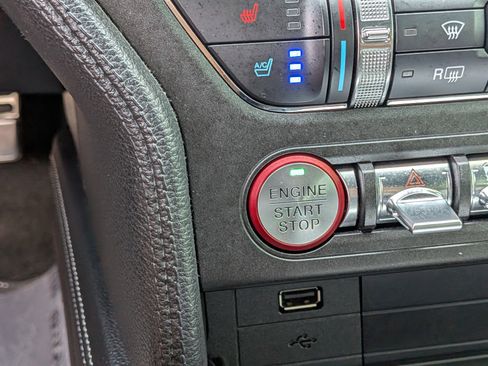 A/C
R
ENGINE
START
STOP